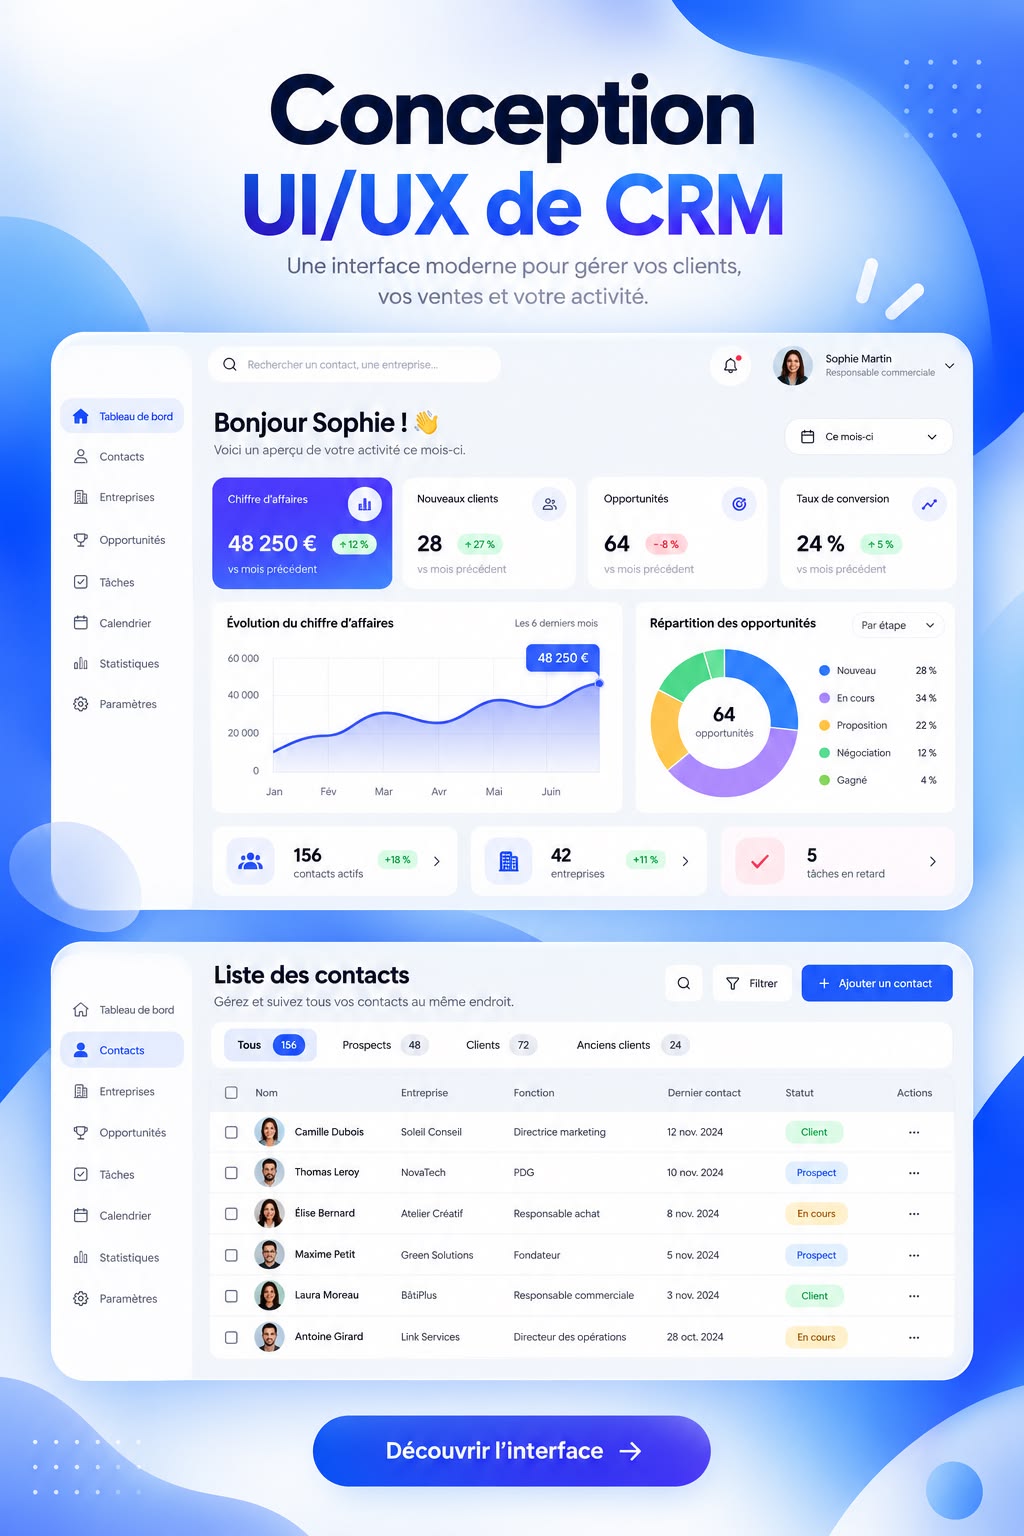 Conception
UI/UX de CRM
Une interface moderne pour gérer vos clients,
vos ventes et votre activité.
Rechercher un contact, une entreprise...
Sophie Martin
Responsable commerciale
Tableau de bord
Contacts
Entreprises
Opportunités
Tâches
Calendrier
Statistiques
Paramètres
Bonjour Sophie ! 👋
Voici un aperçu de votre activité ce mois-ci.
Ce mois-ci
Chiffre d'affaires
48 250 €
+12 %
vs mois précédent
Nouveaux clients
28
+27 %
vs mois précédent
Opportunités
64
-8 %
vs mois précédent
Taux de conversion
24 %
+5 %
vs mois précédent
Évolution du chiffre d'affaires
Les 6 derniers mois
48 250 €
60 000
40 000
20 000
0
Jan Fév Mar Avr Mai Juin
Répartition des opportunités
Par étape
64
opportunités
Nouveau 28 %
En cours 34 %
Proposition 22 %
Négociation 12 %
Gagné 4 %
156
contacts actifs
+18 %
42
entreprises
+11 %
5
tâches en retard
Tableau de bord
Contacts
Entreprises
Opportunités
Tâches
Calendrier
Statistiques
Paramètres
Liste des contacts
Gérez et suivez tous vos contacts au même endroit.
Filtrer
+ Ajouter un contact
Tous 156 Prospects 48 Clients 72 Anciens clients 24
Nom Entreprise Fonction Dernier contact Statut Actions
Camille Dubois Soleil Conseil Directrice marketing 12 nov. 2024 Client ...
Thomas Leroy NovaTech PDG 10 nov. 2024 Prospect ...
Élise Bernard Atelier Créatif Responsable achat 8 nov. 2024 En cours ...
Maxime Petit Green Solutions Fondateur 5 nov. 2024 Prospect ...
Laura Moreau BâtiPlus Responsable commerciale 3 nov. 2024 Client ...
Antoine Girard Link Services Directeur des opérations 28 oct. 2024 En cours ...
Découvrir l'interface →